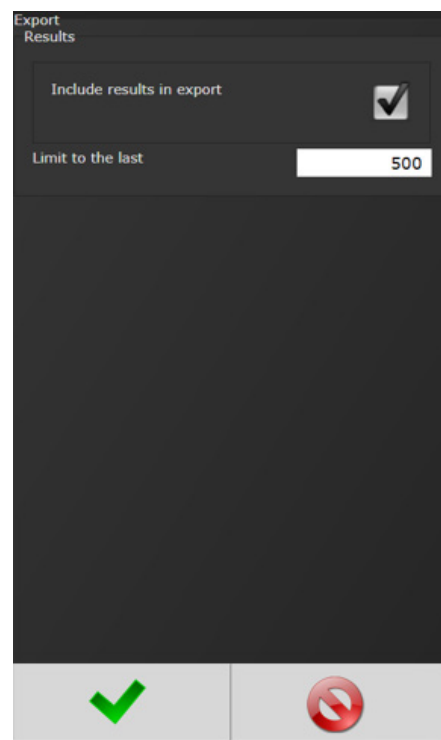 Export
Results
Include results in export
Limit to the last
500